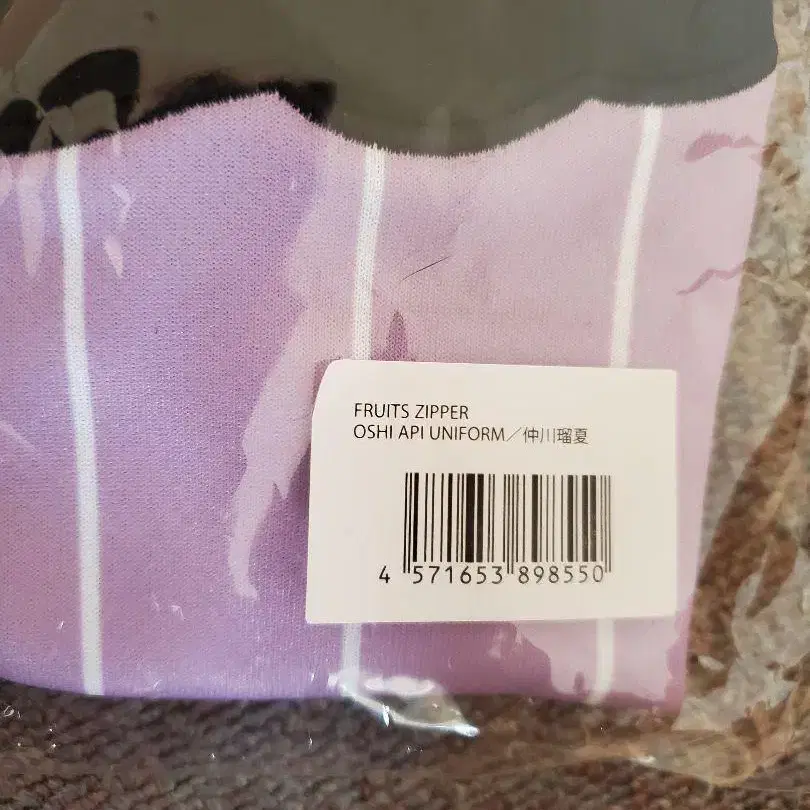 FRUITS ZIPPER
OSHI API UNIFORM／仲川瑠夏
4 571653 898550